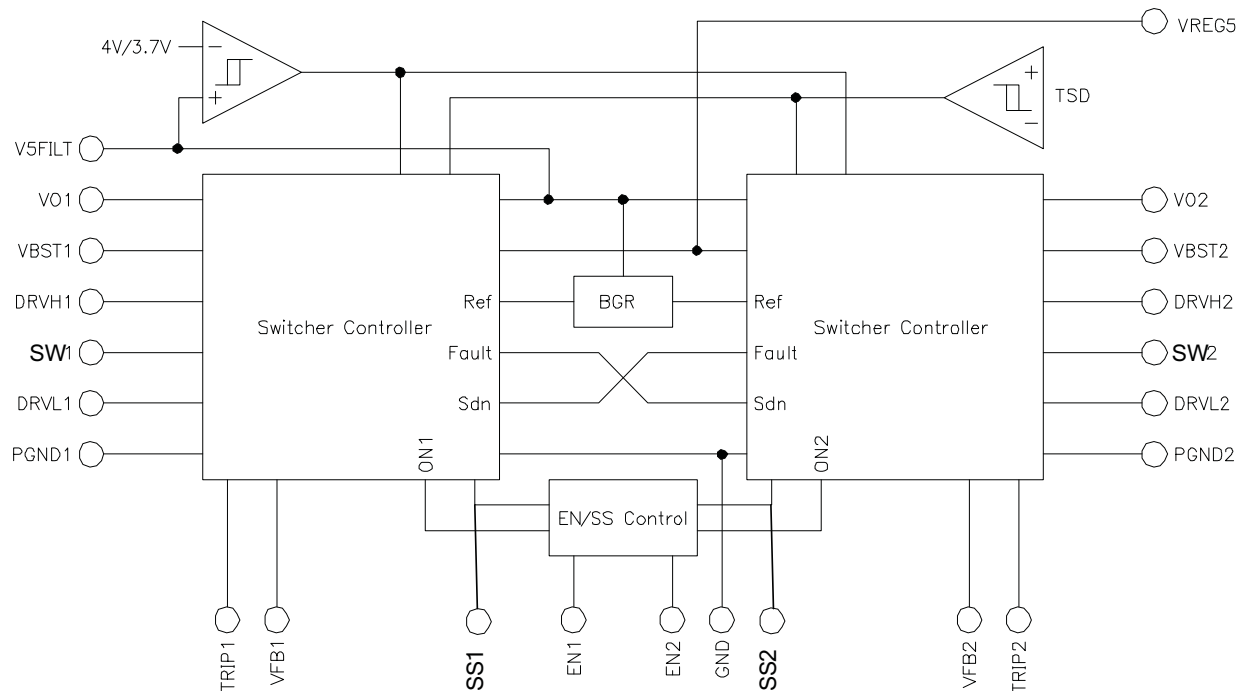 VREG5
4V/3.7V
−
+
+
−
TSD
V5FILT
VO1
VO2
VBST1
VBST2
DRVH1
Ref
BGR
Ref
DRVH2
Switcher Controller
Switcher Controller
SW1
Fault
Fault
SW2
DRVL1
Sdn
Sdn
DRVL2
PGND1
ON1
ON2
PGND2
EN/SS Control
TRIP1
VFB1
SS1
EN1
EN2
GND
SS2
VFB2
TRIP2